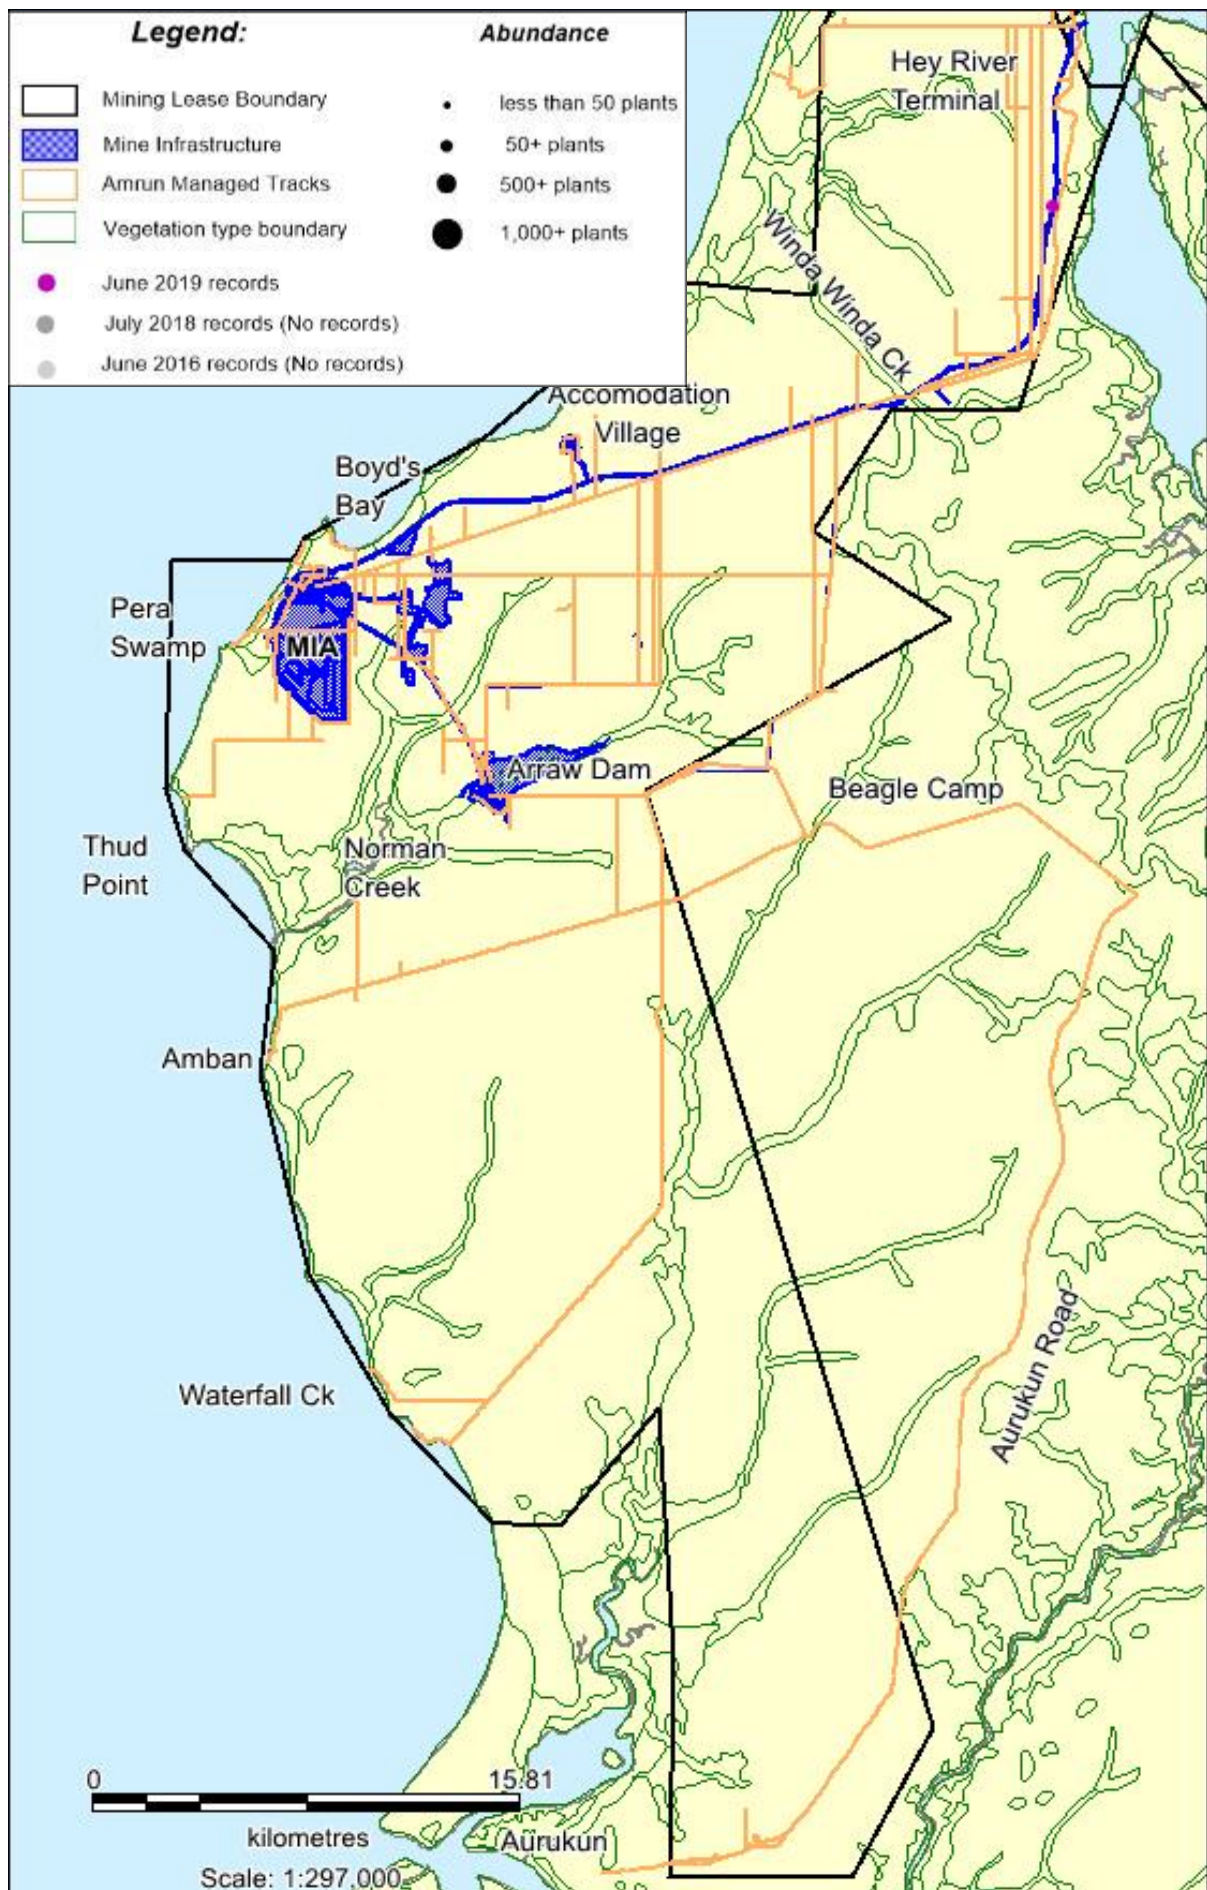 Legend:
Abundance
Mining Lease Boundary
less than 50 plants
Mine Infrastructure
50+ plants
Amrun Managed Tracks
500+ plants
Vegetation type boundary
1,000+ plants
June 2019 records
July 2018 records (No records)
June 2016 records (No records)
Hey River
Terminal
Winda Winda Ck
Accomodation
Village
Boyd's
Bay
Pera
Swamp
MIA
Arraw Dam
Beagle Camp
Thud
Point
Norman
Creek
Amban
Aurukun Road
Waterfall Ck
0
15.81
kilometres
Scale: 1:297,000
Aurukun